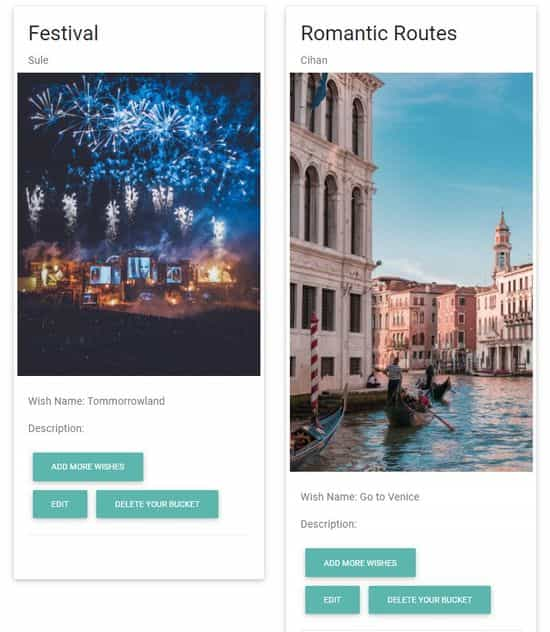 Festival
Sule
Wish Name: Tommorrowland
Description:
ADD MORE WISHES
EDIT DELETE YOUR BUCKET
Romantic Routes
Cihan
Wish Name: Go to Venice
Description:
ADD MORE WISHES
EDIT DELETE YOUR BUCKET